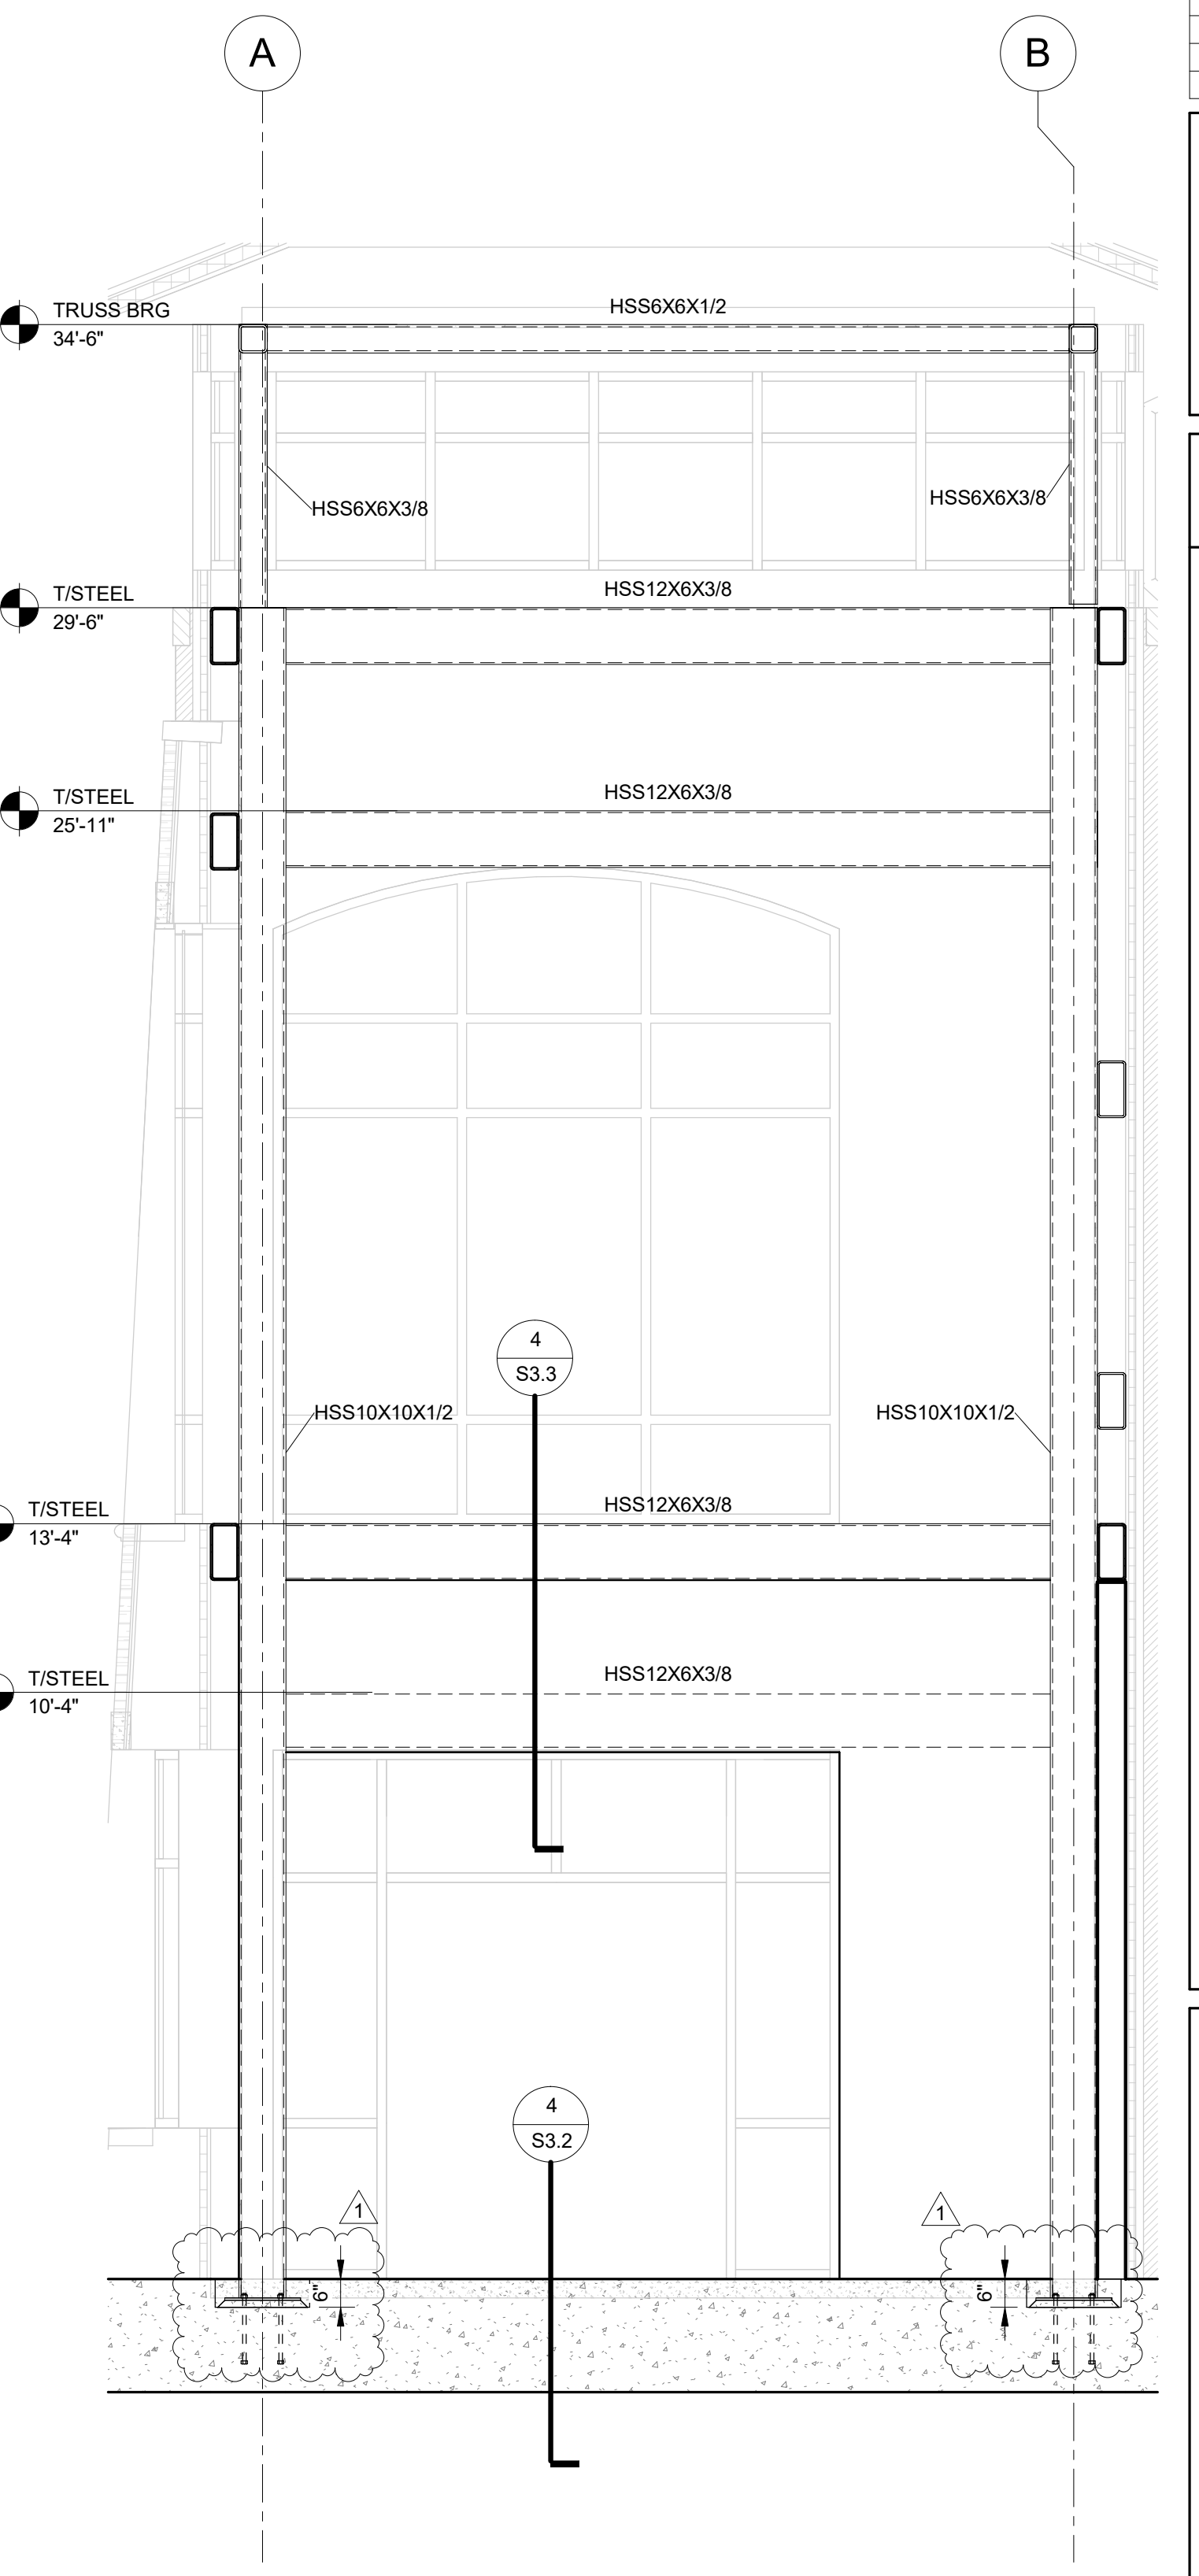 A
B
TRUSS BRG
34'-6"
HSS6X6X1/2
HSS6X6X3/8
HSS6X6X3/8
T/STEEL
29'-6"
HSS12X6X3/8
T/STEEL
25'-11"
HSS12X6X3/8
4
S3.3
HSS10X10X1/2
HSS10X10X1/2
T/STEEL
13'-4"
HSS12X6X3/8
T/STEEL
10'-4"
HSS12X6X3/8
4
S3.2
1
1
6"
6"